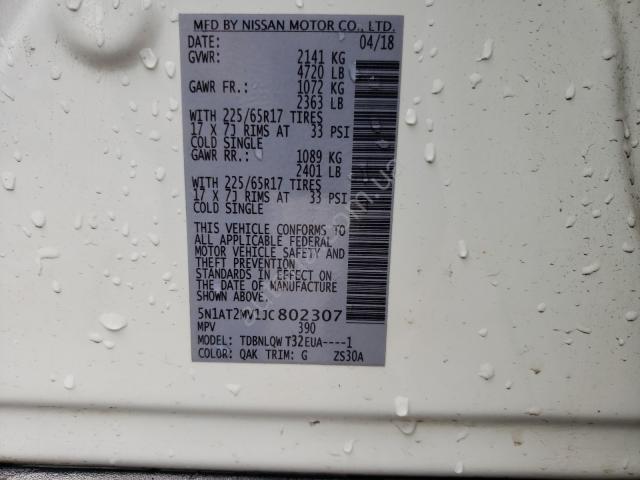 MFD BY NISSAN MOTOR CO., LTD.
DATE: 04/18
GVWR: 2141 KG
4720 LB
GAWR FR.: 1072 KG
2363 LB
WITH 225/65R17 TIRES
17 X 7J RIMS AT 33 PSI
COLD SINGLE
GAWR RR.: 1089 KG
2401 LB
WITH 225/65R17 TIRES
17 X 7J RIMS AT 33 PSI
COLD SINGLE
THIS VEHICLE CONFORMS TO
ALL APPLICABLE FEDERAL
MOTOR VEHICLE SAFETY AND
THEFT PREVENTION
STANDARDS IN EFFECT ON
THE DATE OF MANUFACTURE
SHOWN ABOVE.
5N1AT2MV1JC802307
MPV 390
MODEL: TDBNLQW T32EUA----1
COLOR: QAK TRIM: G ZS30A